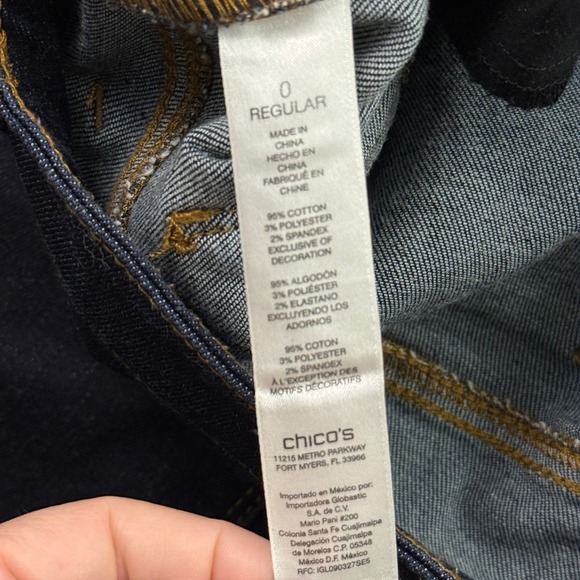 0
REGULAR
MADE IN
CHINA
HECHO EN
CHINA
FABRIQUÉ EN
CHINE
95% COTTON
3% POLYESTER
2% SPANDEX
EXCLUSIVE OF
DECORATION
95% ALGODÓN
3% POLIÉSTER
2% ELASTANO
EXCLUYENDO LOS
ADORNOS
95% COTON
3% POLYESTER
2% SPANDEX
À L'EXCEPTION DES
MOTIFS DÉCORATIFS
chico's
11215 METRO PARKWAY
FORT MYERS, FL 33966
Importado en México por:
Importadora Globastic
S.A. de C.V.
Mario Pani #200
Colonia Santa Fe Cuajimalpa
Delegación Cuajimalpa
de Morelos C.P. 05348
México D.F. México
RFC: IGL090327SE5